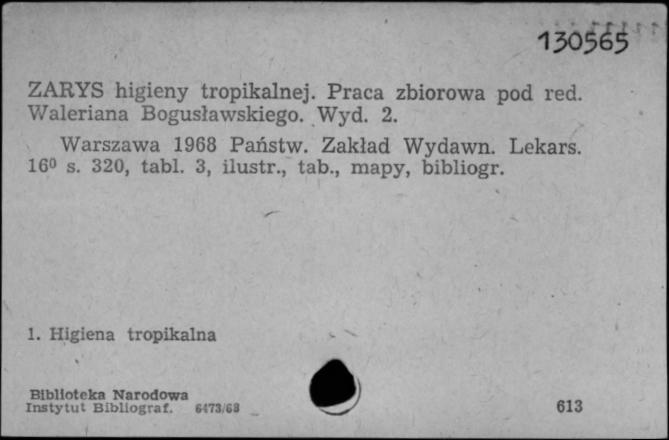 130565
ZARYS higieny tropikalnej. Praca zbiorowa pod red.
Waleriana Bogusławskiego. Wyd. 2.
Warszawa 1968 Państw. Zakład Wydawn. Lekars.
16⁰ s. 320, tabl. 3, ilustr., tab., mapy, bibliogr.
1. Higiena tropikalna
Biblioteka Narodowa
Instytut Bibliograf. 6473/68
613